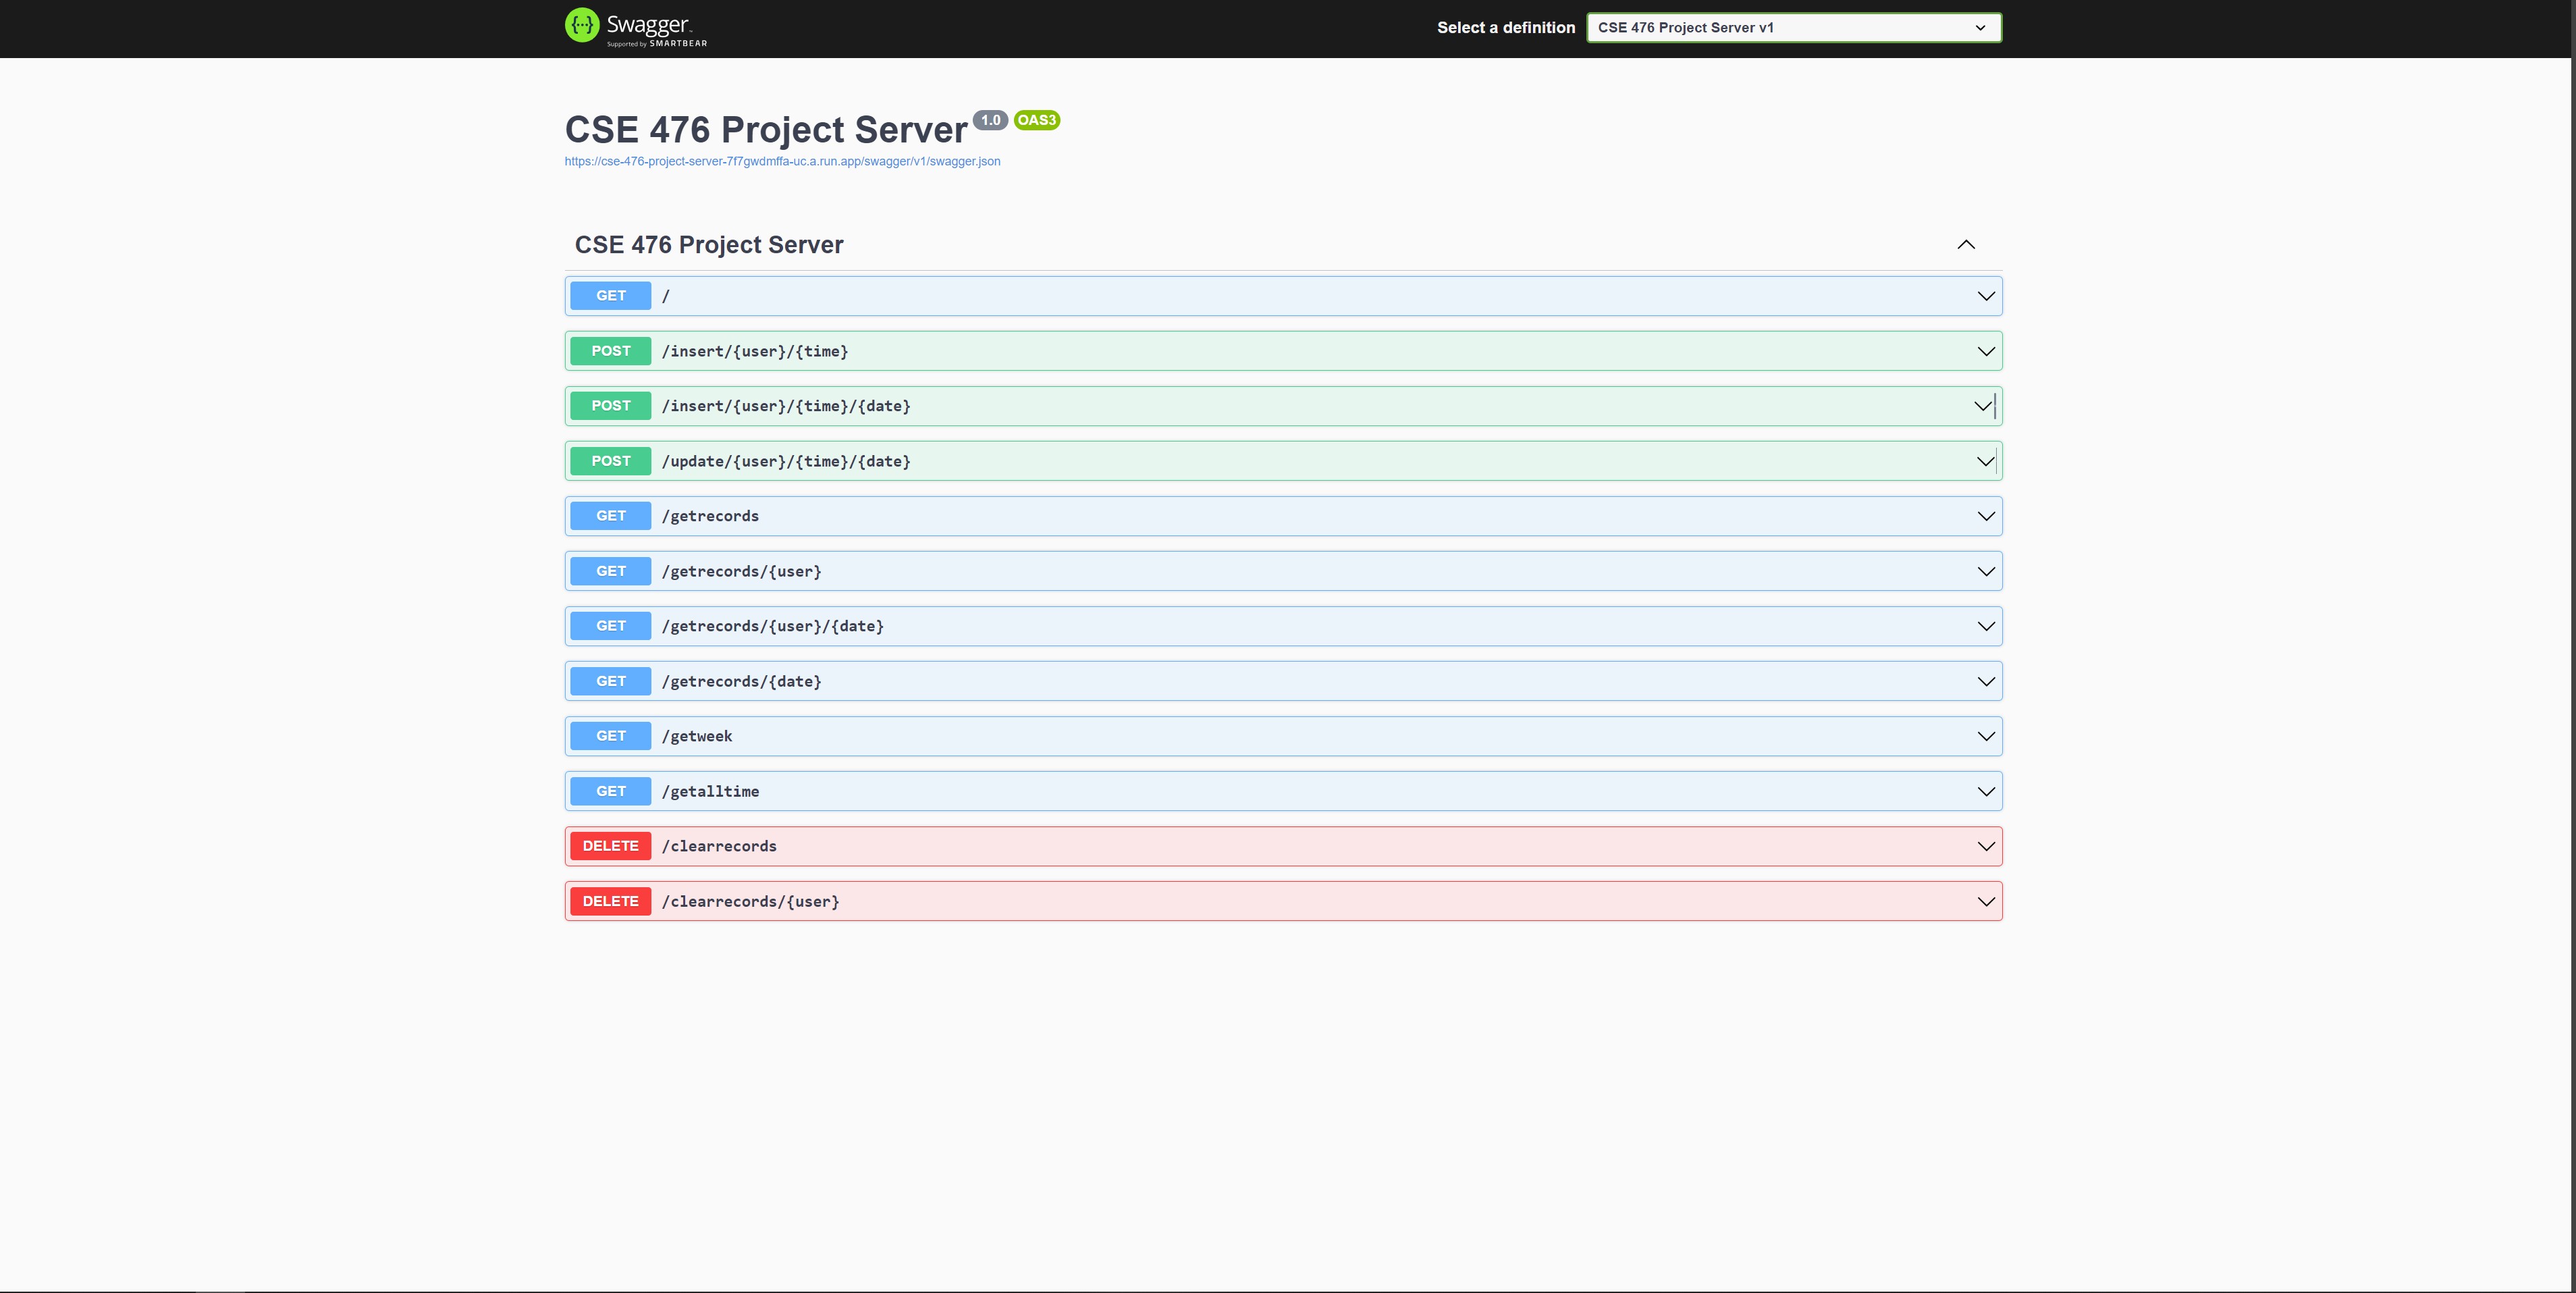 Swagger
Supported by SMARTBEAR
Select a definition
CSE 476 Project Server v1
CSE 476 Project Server 1.0 OAS3
https://cse-476-project-server-7f7gwdmffa-uc.a.run.app/swagger/v1/swagger.json
CSE 476 Project Server
GET /
POST /insert/{user}/{time}
POST /insert/{user}/{time}/{date}
POST /update/{user}/{time}/{date}
GET /getrecords
GET /getrecords/{user}
GET /getrecords/{user}/{date}
GET /getrecords/{date}
GET /getweek
GET /getalltime
DELETE /clearrecords
DELETE /clearrecords/{user}